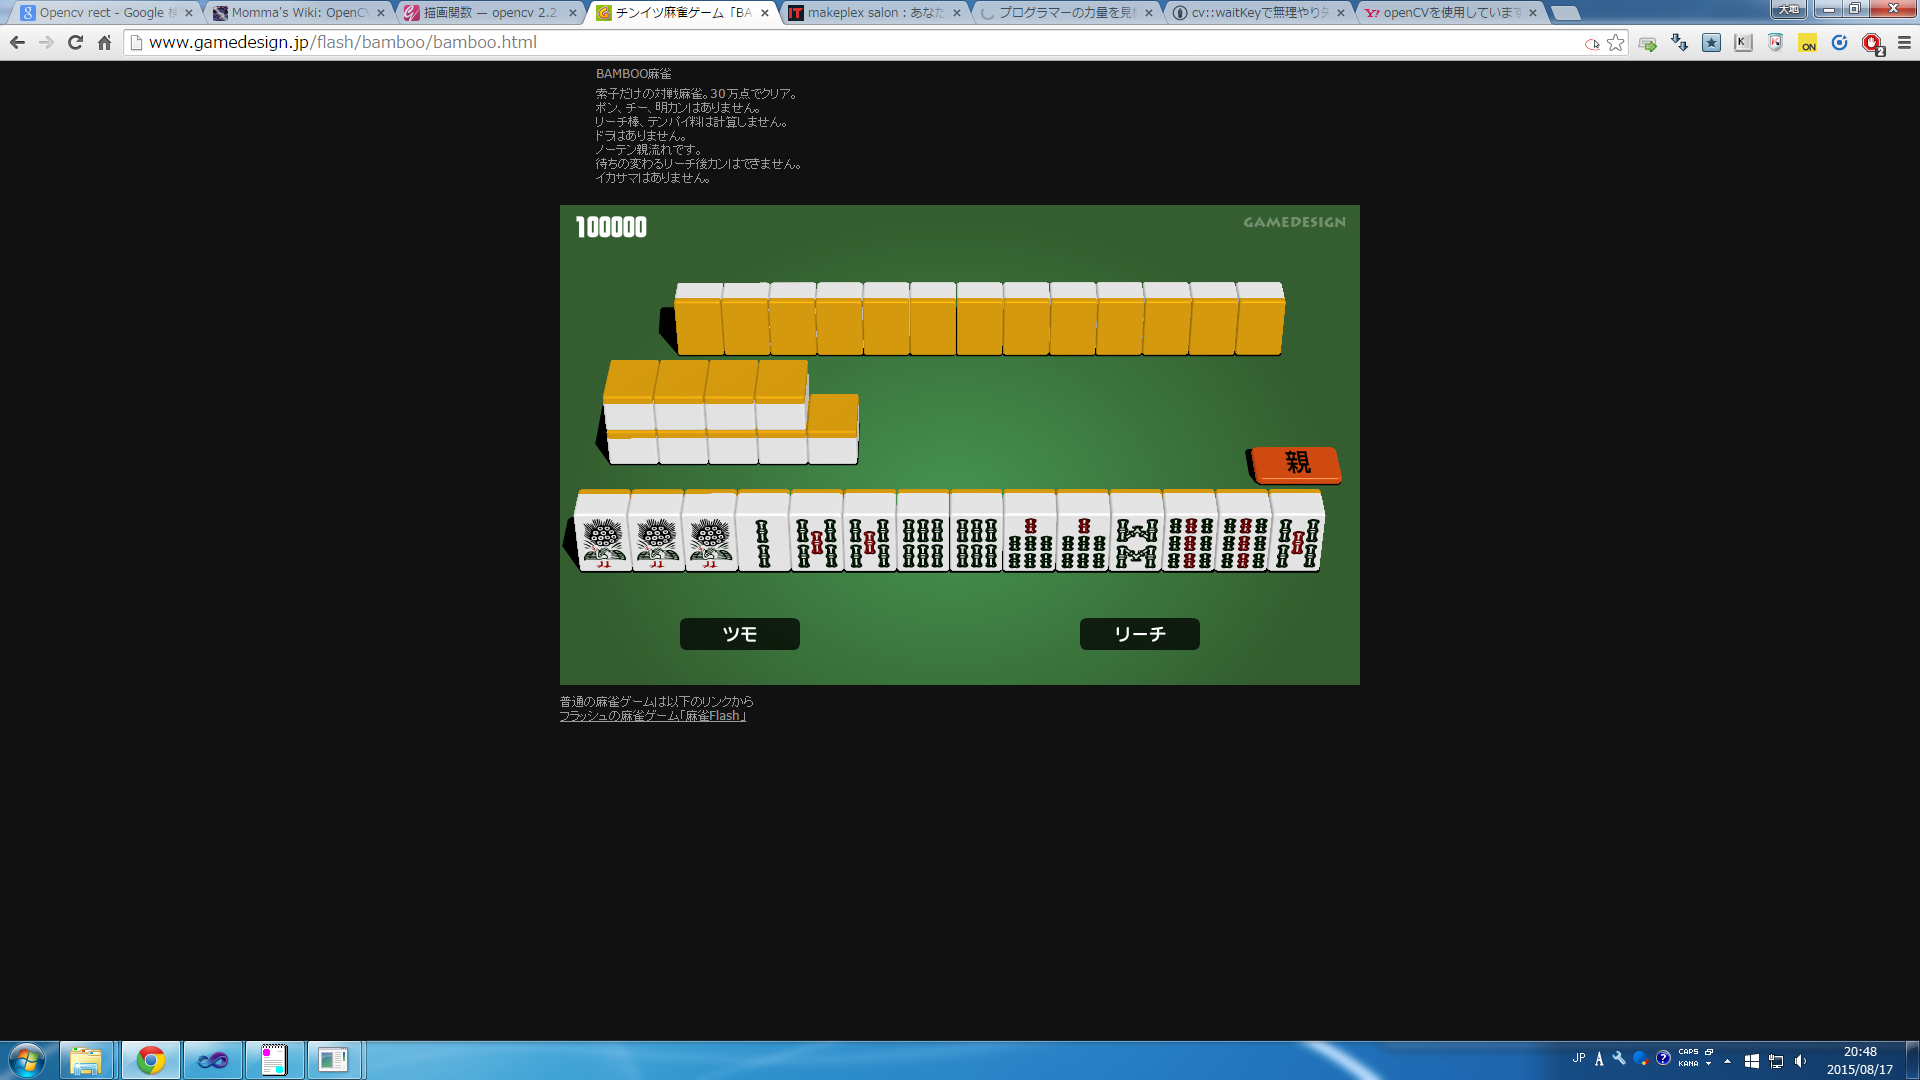 Opencv rect - Google 検
Momma's Wiki: OpenCV
描画関数 — opencv 2.2
チンイツ麻雀ゲーム「BA
makeplex salon : あなた
プログラマーの力量を見
cv::waitKeyで無理やり
openCVを使用しています
大地
www.gamedesign.jp/flash/bamboo/bamboo.html
ON
2
BAMBOO麻雀
索子だけの対戦麻雀。30万点でクリア。
ポン、チー、明カンはありません。
リーチ棒、テンパイ料は計算しません。
ドラはありません。
ノーテン親流れです。
待ちの変わるリーチ後カンはできません。
イカサマはありません。
100000
GAMEDESIGN
親
ツモ
リーチ
普通の麻雀ゲームは以下のリンクから
フラッシュの麻雀ゲーム「麻雀Flash」
JP
A
CAPS
KANA
20:48
2015/08/17